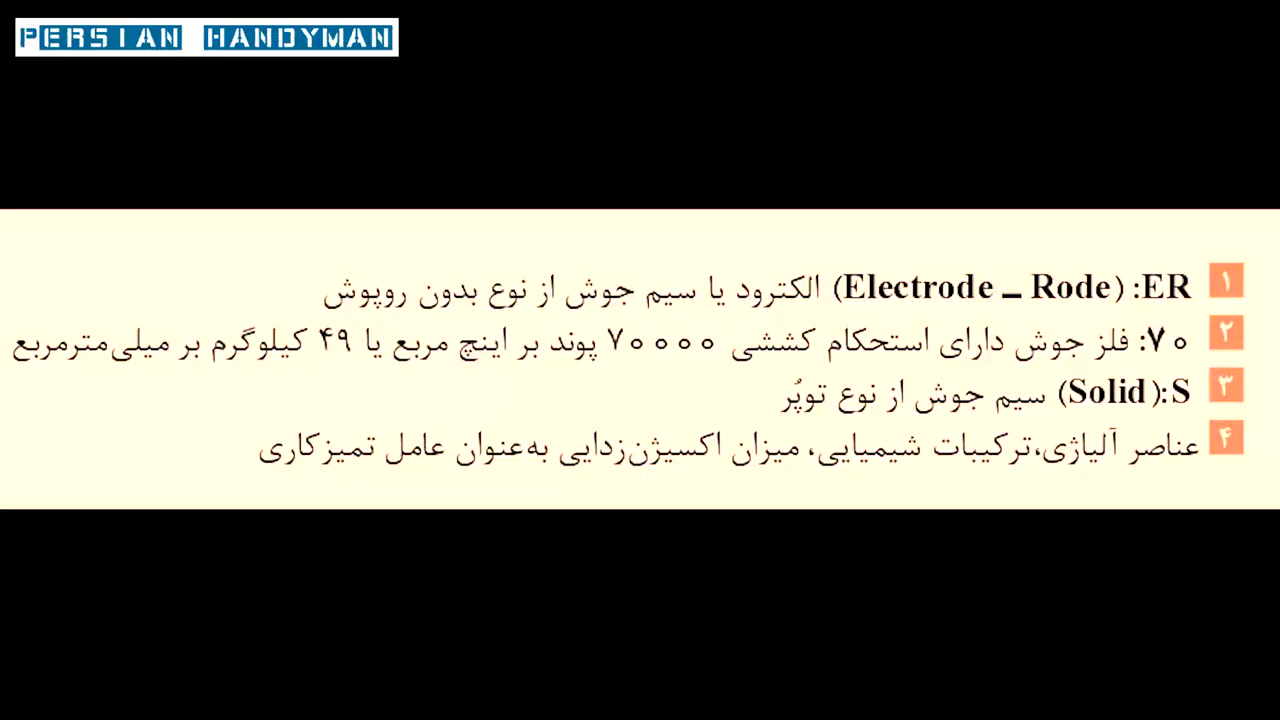 PERSIAN HANDYMAN
۱ ER: (Electrode ـ Rode) الکترود یا سیم جوش از نوع بدون روپوش
۲ ۷۰: فلز جوش دارای استحکام کششی ۷۰۰۰۰ پوند بر اینچ مربع یا ۴۹ کیلوگرم بر میلی‌مترمربع
۳ S:(Solid) سیم جوش از نوع توپُر
۴ عناصر آلیاژی،ترکیبات شیمیایی، میزان اکسیژن‌زدایی به‌عنوان عامل تمیزکاری